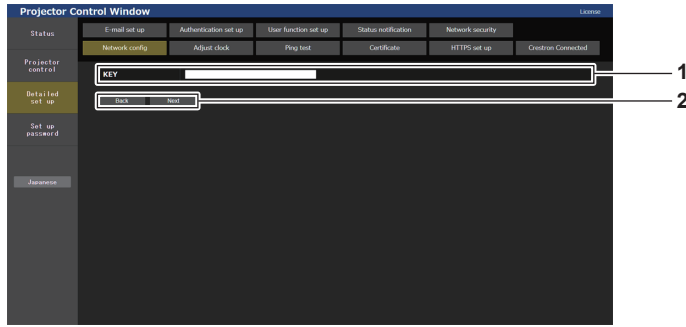 Projector Control Window
License
Status
E-mail set up
Authentication set up
User function set up
Status notification
Network security
Network config
Adjust clock
Ping test
Certificate
HTTPS set up
Crestron Connected
Projector
control
KEY
1
Detailed
set up
Back
Next
2
Set up
password
Japanese